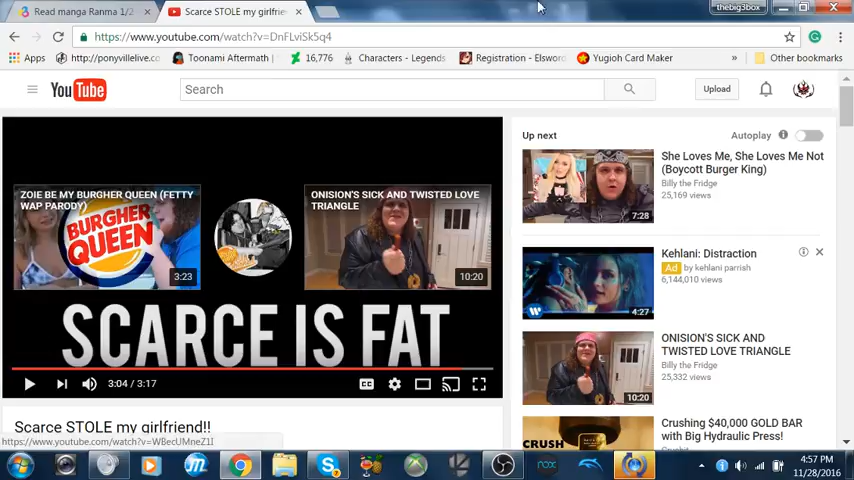 Read manga Ranma 1/2
Scarce STOLE my girlfrie
thebig3box
https://www.youtube.com/watch?v=DnFLviSk5q4
Apps
http://ponyvillelive.c
Toonami Aftermath
16,776
Characters - Legends
Registration - Elsword
Yugioh Card Maker
»
Other bookmarks
YouTube
Search
Upload
ZOIE BE MY BURGHER QUEEN (FETTY
WAP PARODY)
BURGHER
QUEEN
3:23
ONISION'S SICK AND TWISTED LOVE
TRIANGLE
10:20
SCARCE IS FAT
3:04 / 3:17
CC
Scarce STOLE my girlfriend!!
https://www.youtube.com/watch?v=WBecUMneZ1I
Up next
Autoplay
She Loves Me, She Loves Me Not
(Boycott Burger King)
Billy the Fridge
25,169 views
7:28
Kehlani: Distraction
Ad by kehlani parrish
6,144,010 views
4:27
ONISION'S SICK AND
TWISTED LOVE TRIANGLE
Billy the Fridge
25,332 views
10:20
Crushing $40,000 GOLD BAR
with Big Hydraulic Press!
CRUSH
nox
4:57 PM
11/28/2016